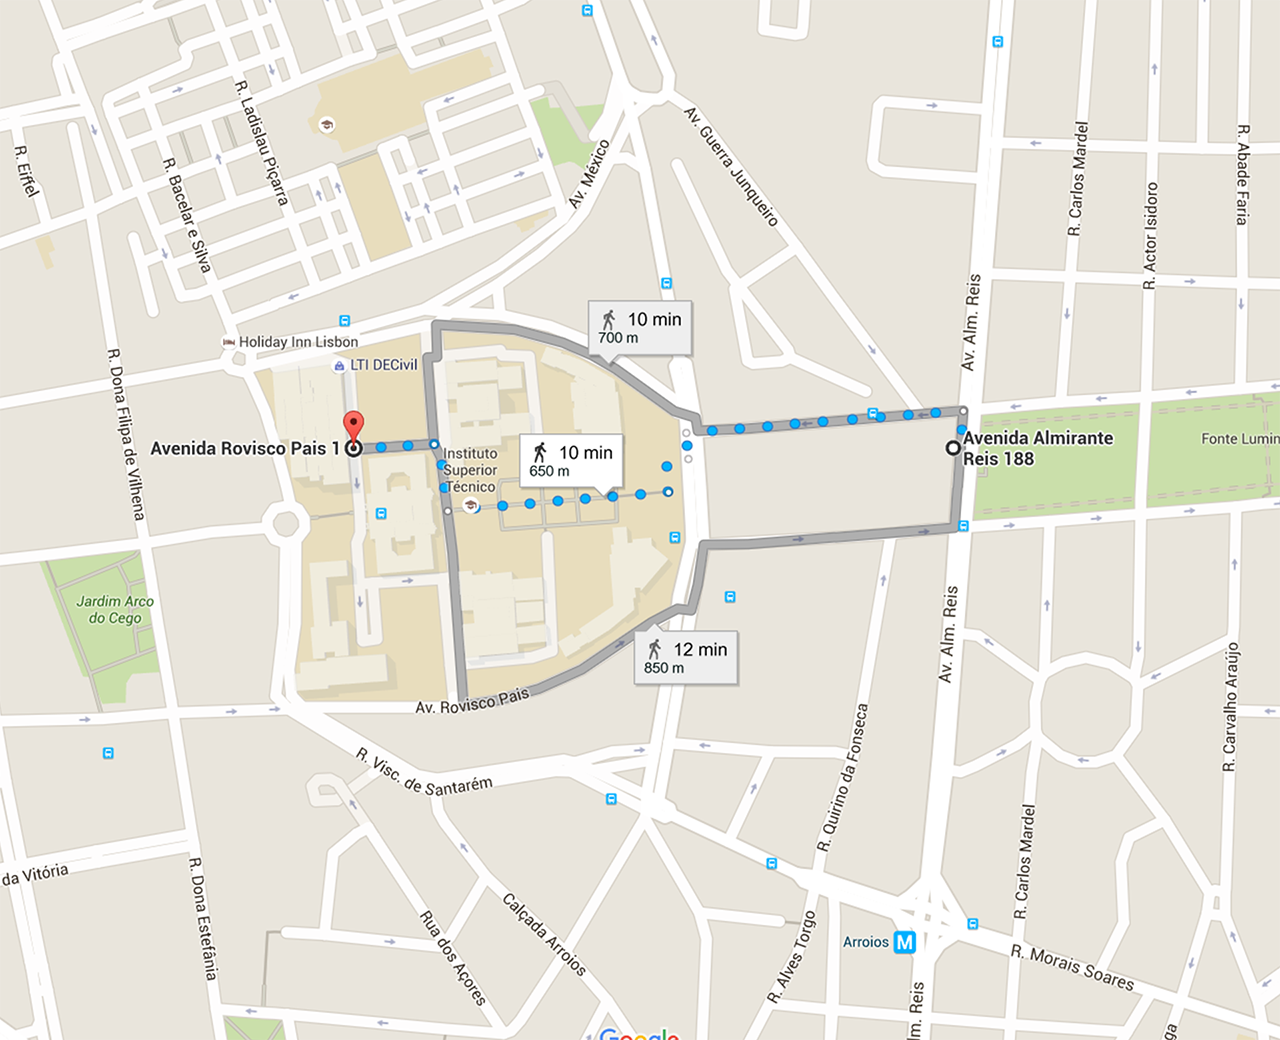 R. Ladislau Piçarra
R. Eiffel
R. Bacelar e Silva
Av. México
Av. Guerra Junqueiro
R. Carlos Mardel
R. Actor Isidoro
R. Abade Faria
Av. Alm. Reis
10 min
700 m
Holiday Inn Lisbon
LTI DECivil
R. Dona Filipa de Vilhena
Avenida Rovisco Pais 1
Instituto
Superior
Técnico
10 min
650 m
Avenida Almirante
Reis 188
Fonte Lumin
Jardim Arco
do Cego
12 min
850 m
Av. Rovisco Pais
Av. Alm. Reis
R. Carvalho Araújo
R. Quirino da Fonseca
R. Visc. de Santarém
da Vitória
R. Dona Estefânia
Calçada Arroios
Rua dos Açores
R. Alves Torgo
R. Carlos Mardel
Arroios
M
R. Morais Soares
lm. Reis
Google